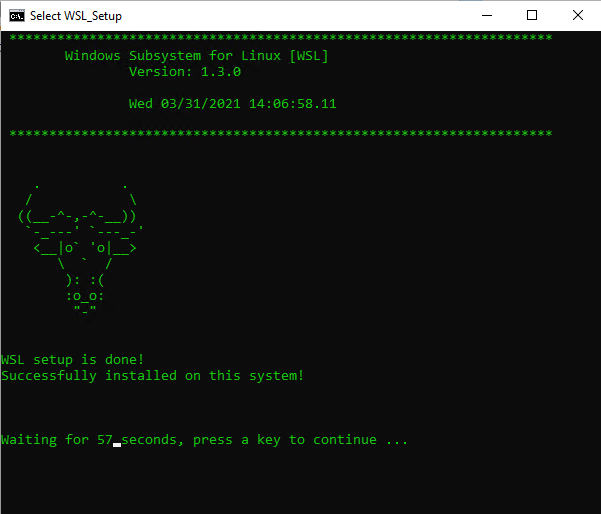 Select WSL_Setup
********************************************************************
Windows Subsystem for Linux [WSL]
Version: 1.3.0
Wed 03/31/2021 14:06:58.11
********************************************************************
    .          .
   /            \
  ((__-^-,-^-__))
   `-_---' `---_-'
    <__|o` 'o|__>
       \  `  /
        ): :(
        :o_o:
         "-"
WSL setup is done!
Successfully installed on this system!
Waiting for 57 seconds, press a key to continue ...